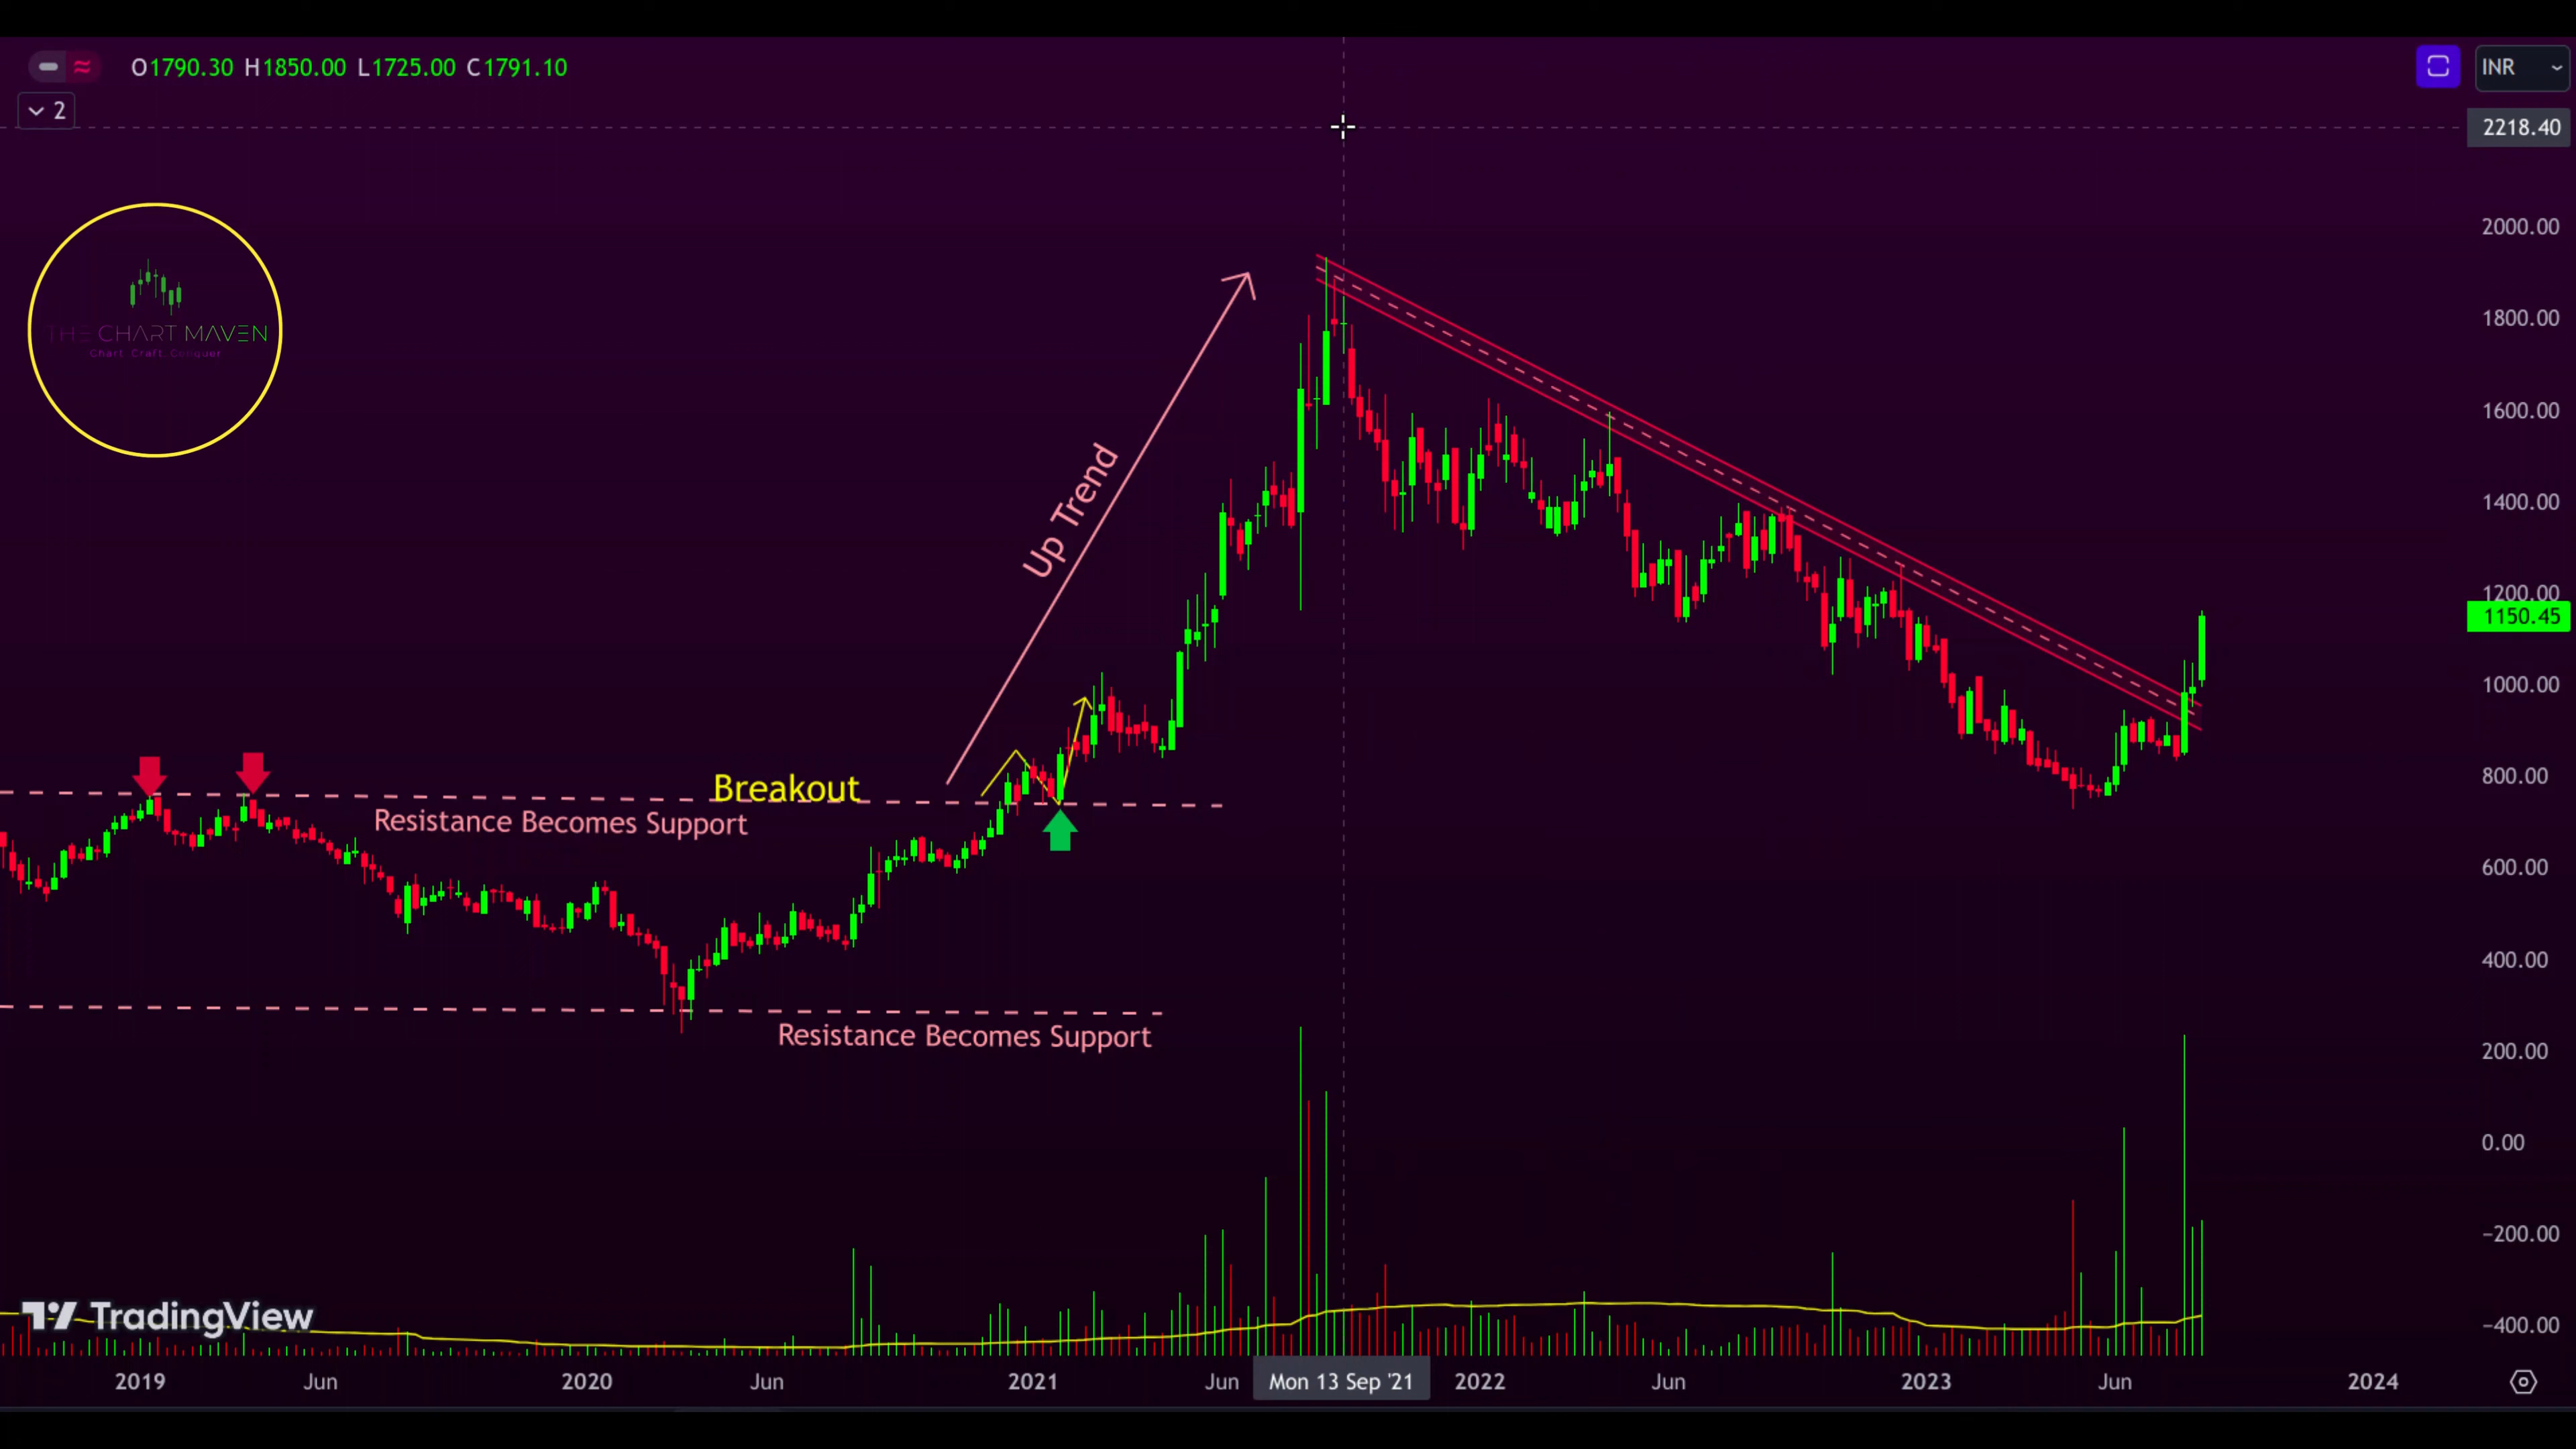 O1790.30 H1850.00 L1725.00 C1791.10
INR
2
2218.40
2000.00
THE CHART MAVEN
Chart. Craft. Conquer
1800.00
1600.00
Up Trend
1400.00
1200.00
1150.45
1000.00
Breakout
800.00
Resistance Becomes Support
600.00
400.00
Resistance Becomes Support
200.00
0.00
-200.00
TradingView
-400.00
2019 Jun 2020 Jun 2021 Jun Mon 13 Sep '21 2022 Jun 2023 Jun 2024